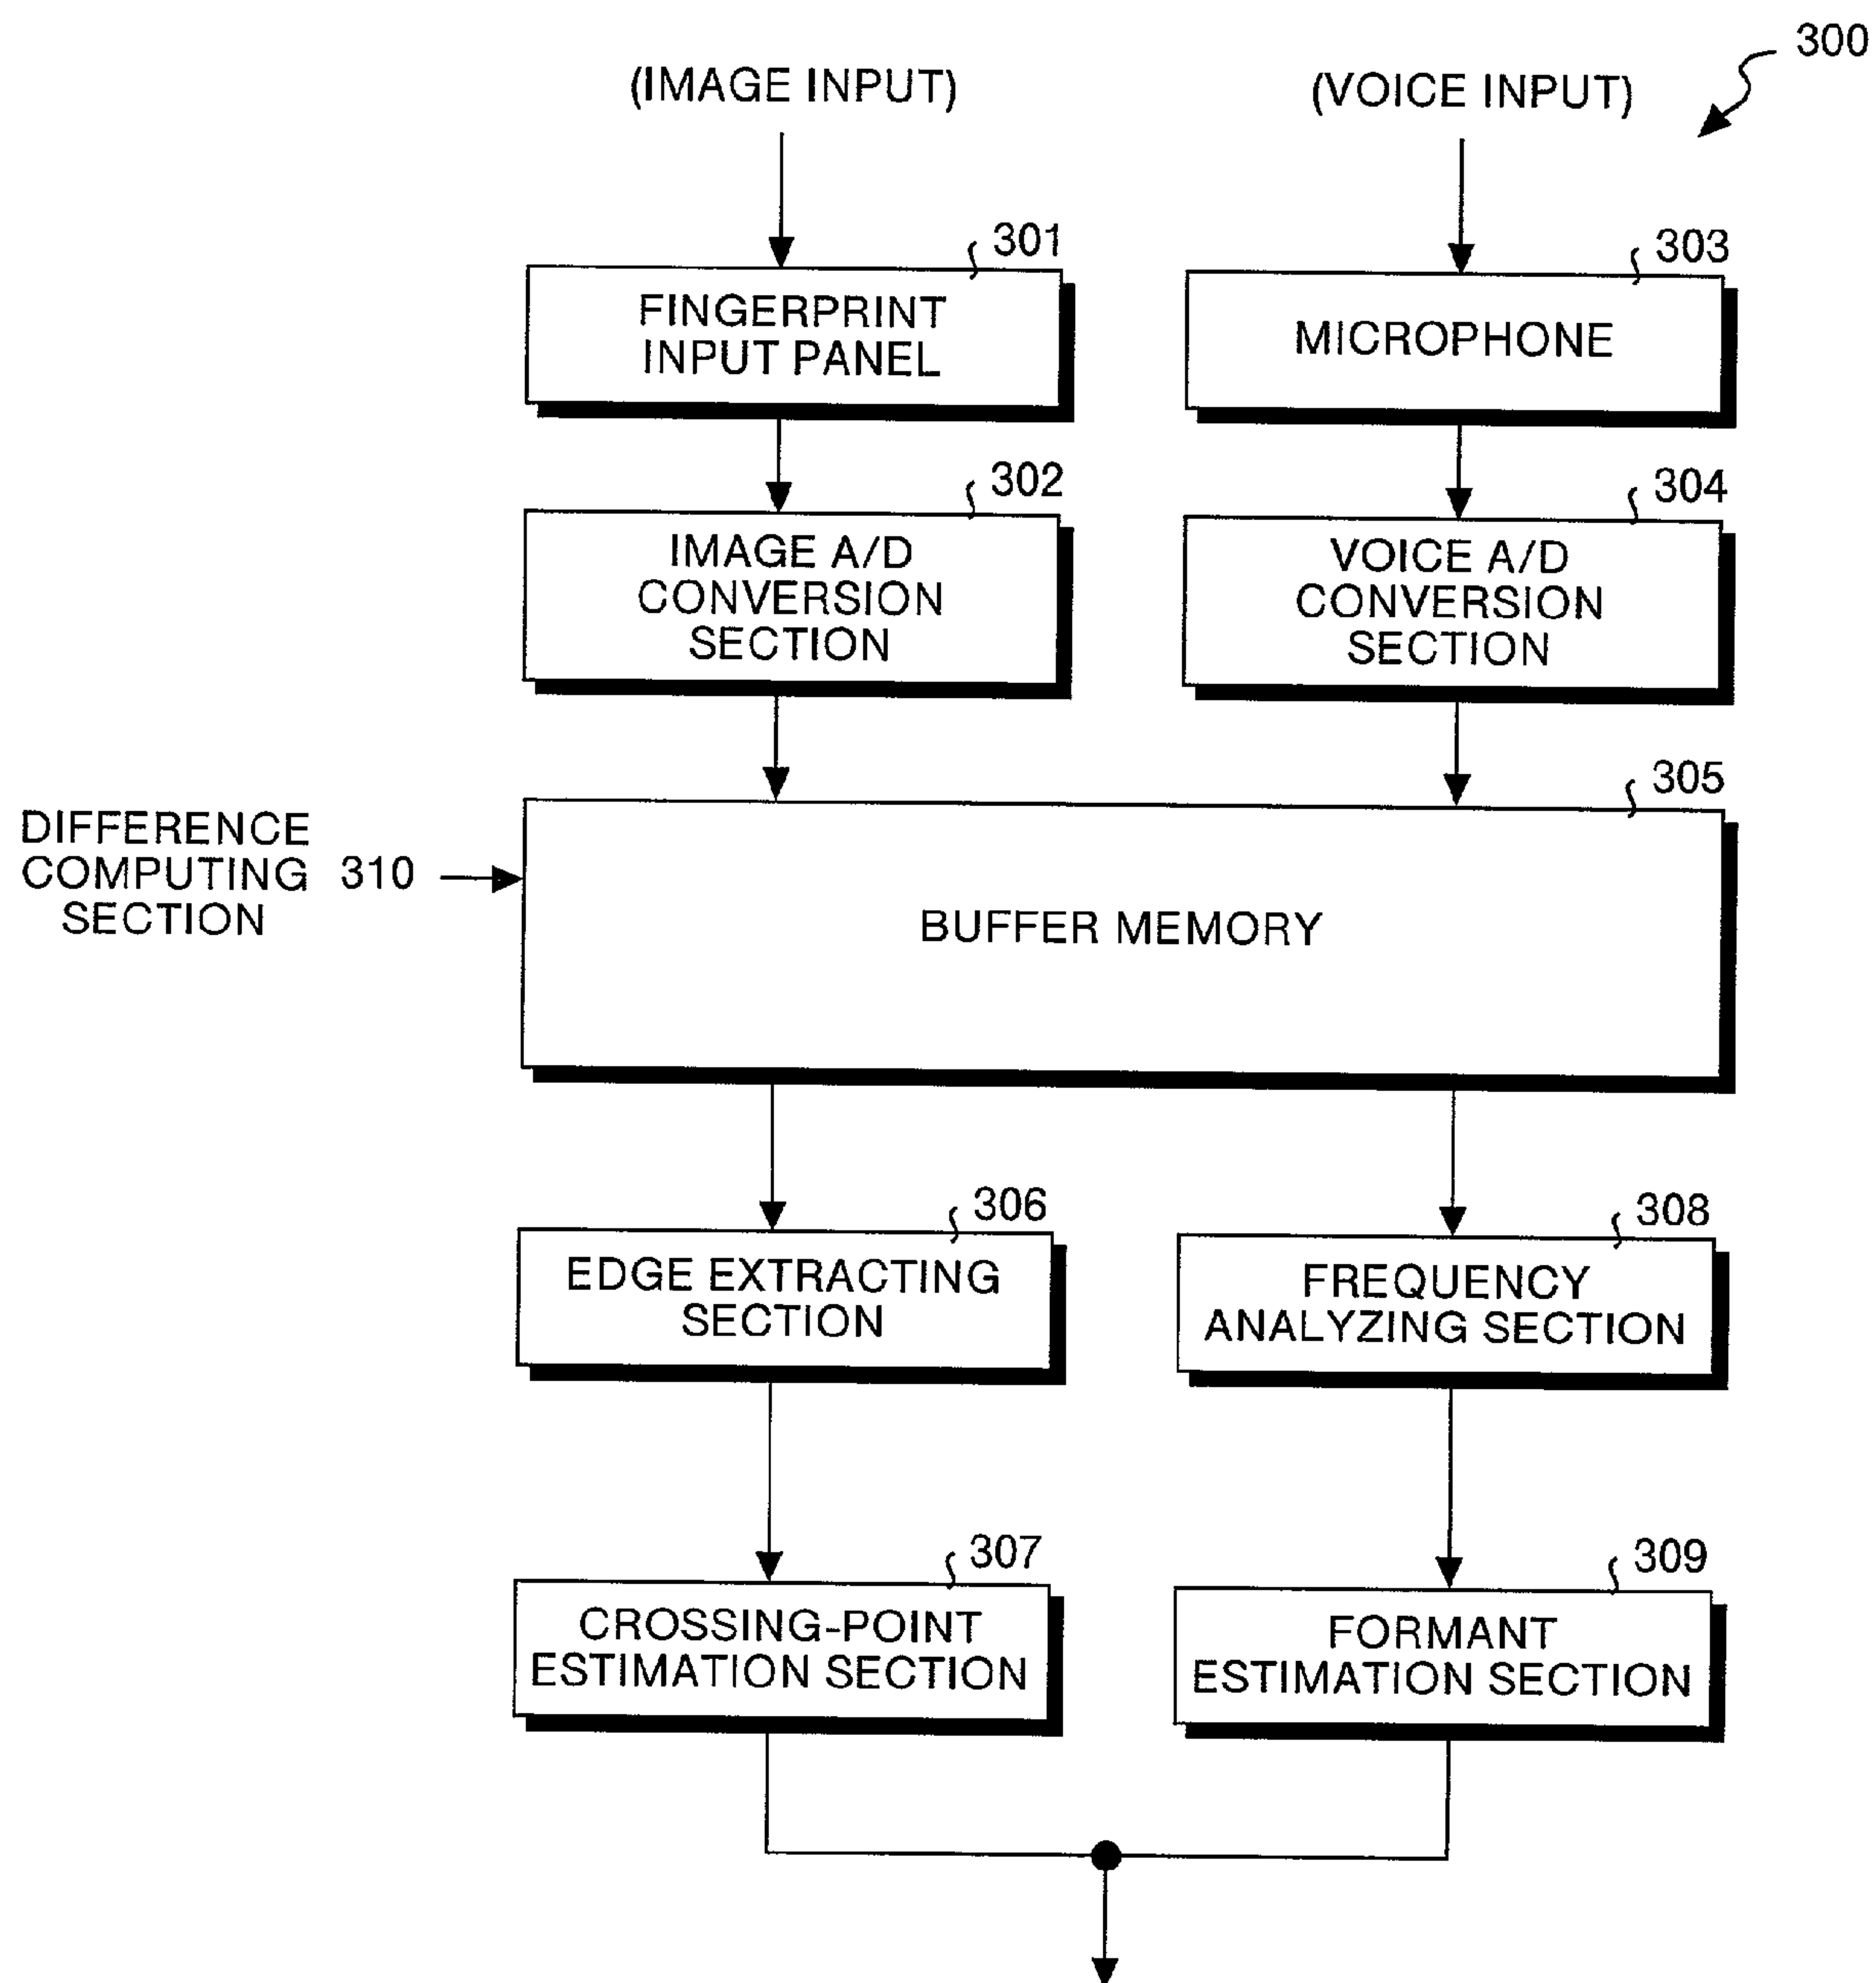 300
(IMAGE INPUT)
(VOICE INPUT)
301
FINGERPRINT
INPUT PANEL
303
MICROPHONE
302
IMAGE A/D
CONVERSION
SECTION
304
VOICE A/D
CONVERSION
SECTION
305
DIFFERENCE
COMPUTING 310
SECTION
BUFFER MEMORY
306
EDGE EXTRACTING
SECTION
308
FREQUENCY
ANALYZING SECTION
307
CROSSING-POINT
ESTIMATION SECTION
309
FORMANT
ESTIMATION SECTION